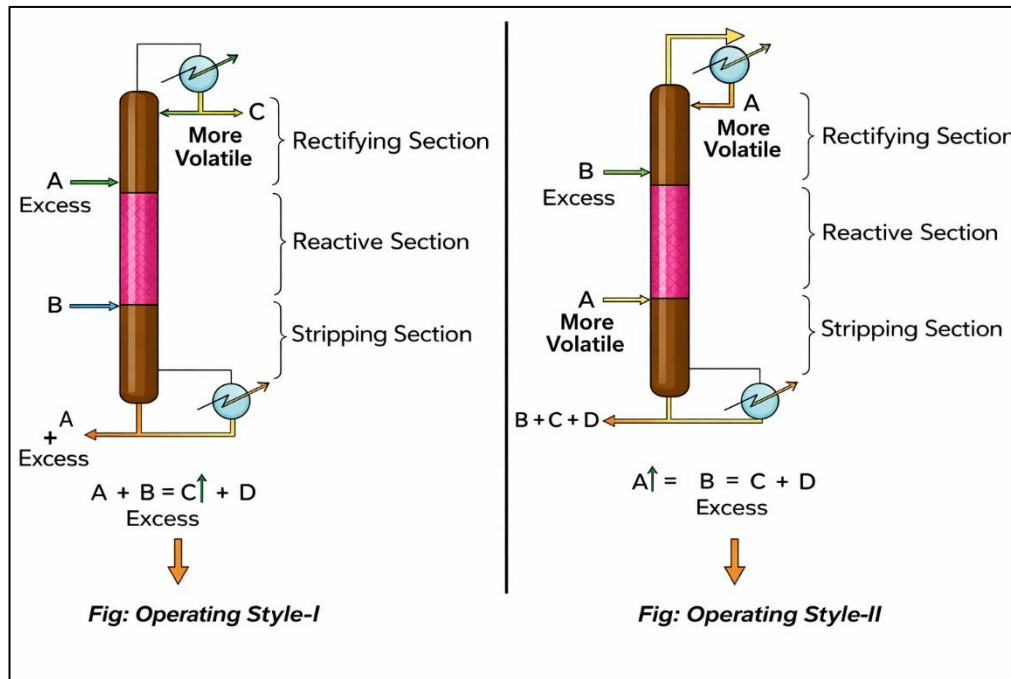 C
More
Volatile
Rectifying Section
A
Excess
Reactive Section
B
Stripping Section
A
+
Excess
A + B = C + D
Excess
Fig: Operating Style-I
A
More
Volatile
Rectifying Section
B
Excess
Reactive Section
A
More
Volatile
Stripping Section
B + C + D
A = B = C + D
Excess
Fig: Operating Style-II